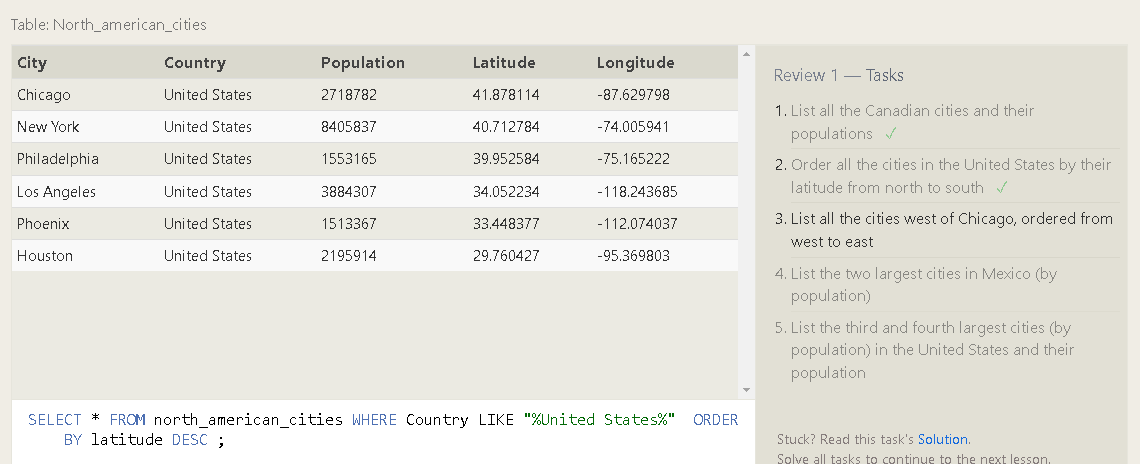 Table: North_american_cities
City Country Population Latitude Longitude
Chicago United States 2718782 41.878114 -87.629798
New York United States 8405837 40.712784 -74.005941
Philadelphia United States 1553165 39.952584 -75.165222
Los Angeles United States 3884307 34.052234 -118.243685
Phoenix United States 1513367 33.448377 -112.074037
Houston United States 2195914 29.760427 -95.369803
SELECT * FROM north_american_cities WHERE Country LIKE "%United States%" ORDER
BY latitude DESC ;
Review 1 — Tasks
1. List all the Canadian cities and their
populations ✓
2. Order all the cities in the United States by their
latitude from north to south ✓
3. List all the cities west of Chicago, ordered from
west to east
4. List the two largest cities in Mexico (by
population)
5. List the third and fourth largest cities (by
population) in the United States and their
population
Stuck? Read this task's Solution.
Solve all tasks to continue to the next lesson.